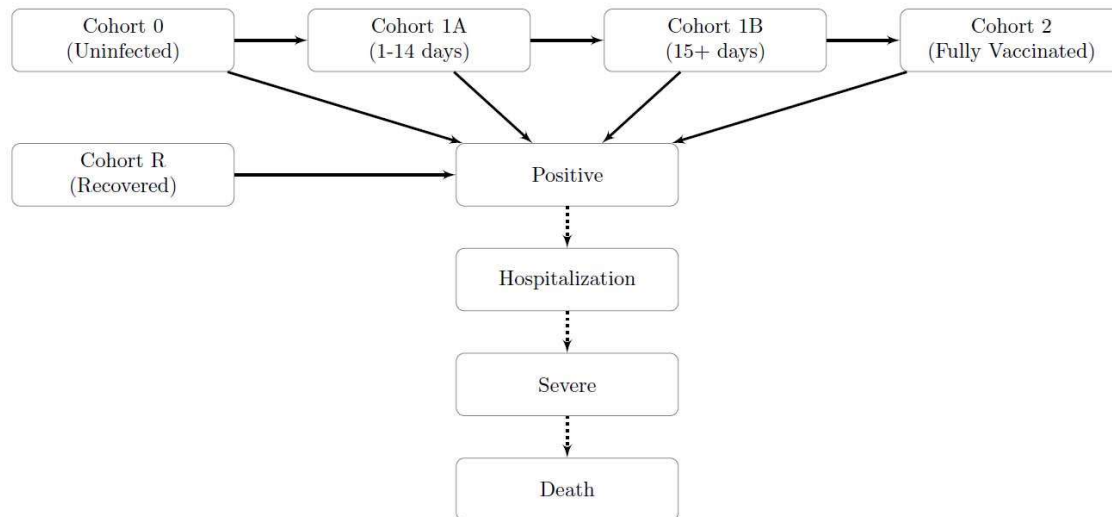 Cohort 0
(Uninfected)
Cohort 1A
(1-14 days)
Cohort 1B
(15+ days)
Cohort 2
(Fully Vaccinated)
Cohort R
(Recovered)
Positive
Hospitalization
Severe
Death